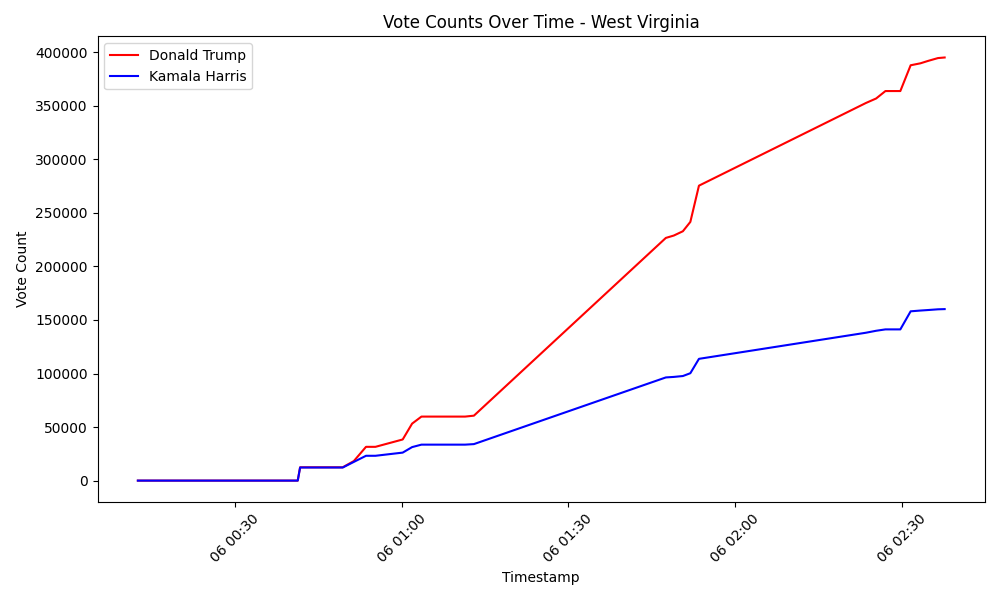 Vote Counts Over Time - West Virginia
Donald Trump
Kamala Harris
Vote Count
400000
350000
300000
250000
200000
150000
100000
50000
0
06 00:30
06 01:00
06 01:30
06 02:00
06 02:30
Timestamp